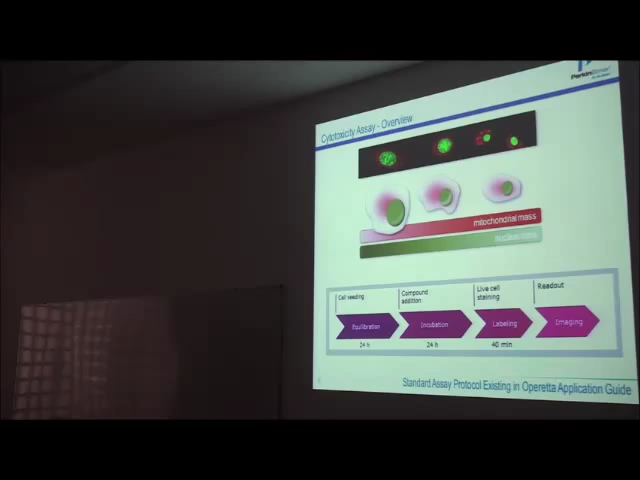 PerkinElmer
Cytotoxicity Assay - Overview
mitochondrial mass
Cell seeding
Compound
addition
Live cell
staining
Readout
Equilibration
Incubation
Labeling
Imaging
24 h
24 h
40 min
Standard Assay Protocol Existing in Operetta Application Guide